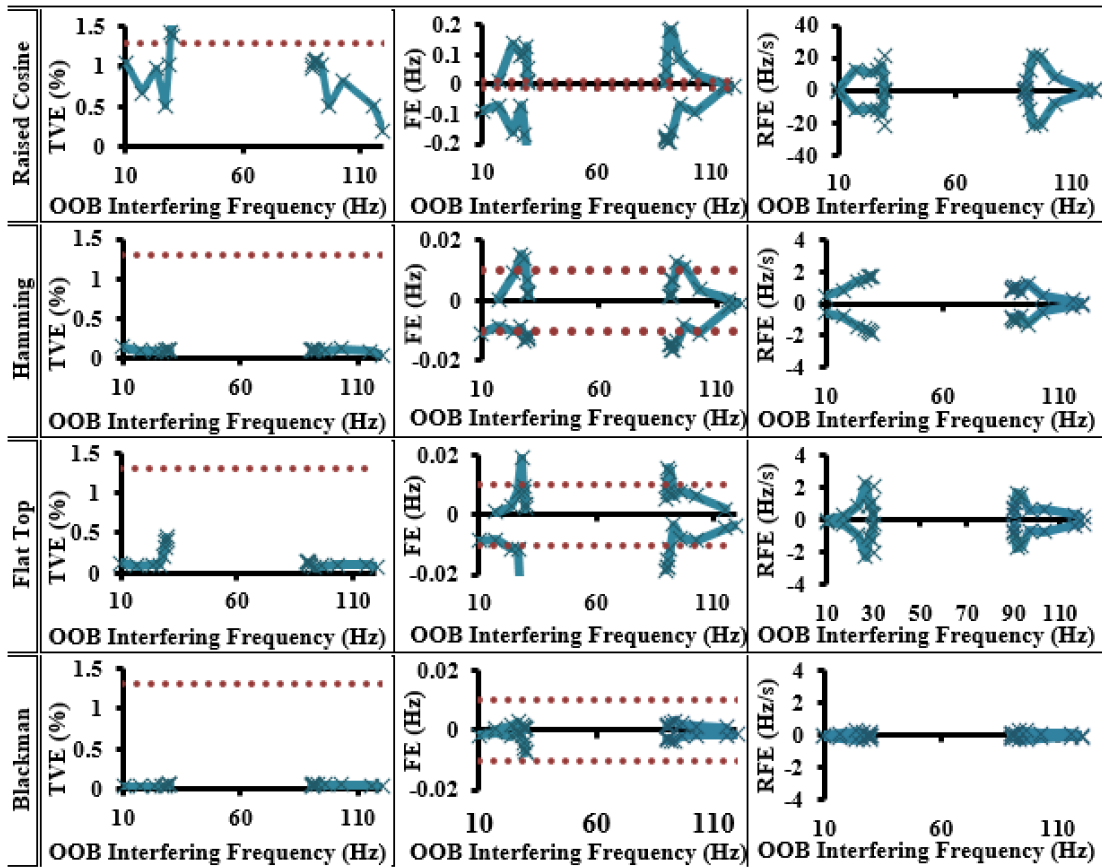 Raised Cosine
TVE (%)
1.5
1
0.5
0
10 60 110
OOB Interfering Frequency (Hz)
FE (Hz)
0.2
0.1
0
-0.1
-0.2
10 60 110
OOB Interfering Frequency (Hz)
RFE (Hz/s)
40
20
0
-20
-40
10 60 110
OOB Interfering Frequency (Hz)
Hamming
TVE (%)
1.5
1
0.5
0
10 60 110
OOB Interfering Frequency (Hz)
FE (Hz)
0.02
0
-0.02
10 60 110
OOB Interfering Frequency (Hz)
RFE (Hz/s)
4
2
0
-2
-4
10 60 110
OOB Interfering Frequency (Hz)
Flat Top
TVE (%)
1.5
1
0.5
0
10 60 110
OOB Interfering Frequency (Hz)
FE (Hz)
0.02
0
-0.02
10 60 110
OOB Interfering Frequency (Hz)
RFE (Hz/s)
4
2
0
-2
-4
10 30 50 70 90 110
OOB Interfering Frequency (Hz)
Blackman
TVE (%)
1.5
1
0.5
0
10 60 110
OOB Interfering Frequency (Hz)
FE (Hz)
0.02
0
-0.02
10 60 110
OOB Interfering Frequency (Hz)
RFE (Hz/s)
4
2
0
-2
-4
10 60 110
OOB Interfering Frequency (Hz)